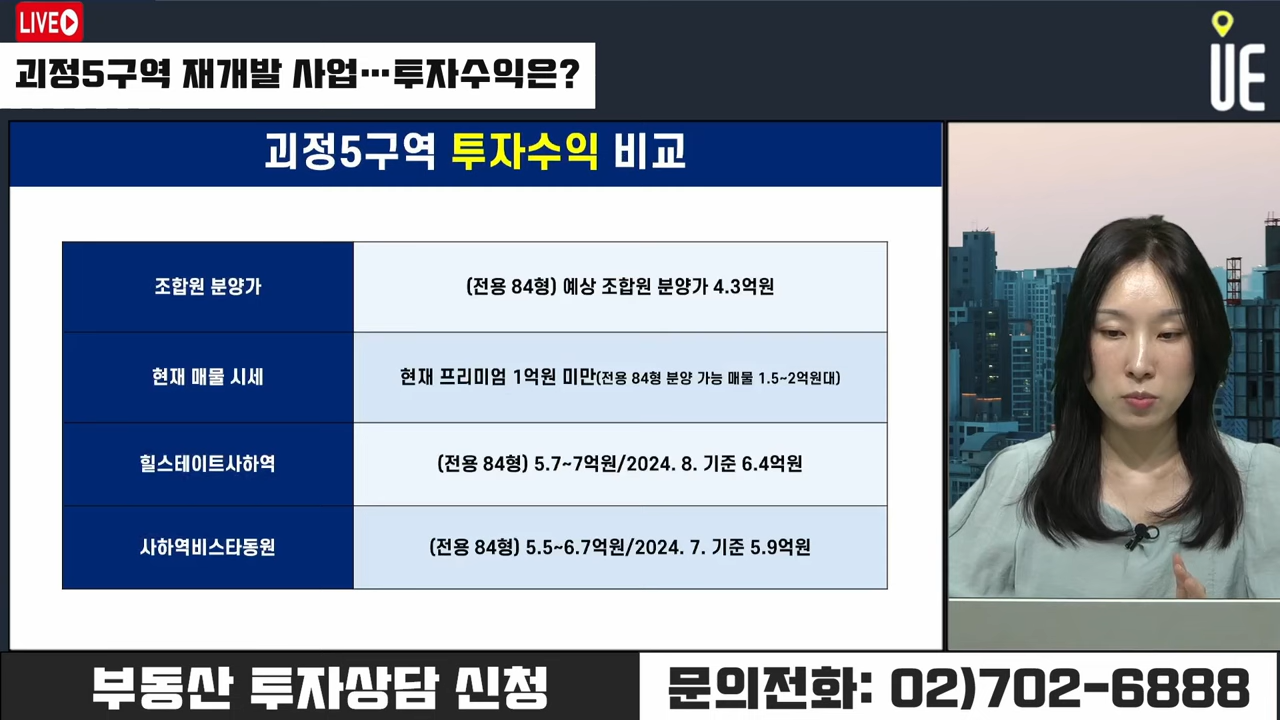 LIVE
괴정5구역 재개발 사업…투자수익은?
UE
괴정5구역 투자수익 비교
조합원 분양가
(전용 84형) 예상 조합원 분양가 4.3억원
현재 매물 시세
현재 프리미엄 1억원 미만(전용 84형 분양 가능 매물 1.5~2억원대)
힐스테이트사하역
(전용 84형) 5.7~7억원/2024. 8. 기준 6.4억원
사하역비스타동원
(전용 84형) 5.5~6.7억원/2024. 7. 기준 5.9억원
부동산 투자상담 신청
문의전화: 02)702-6888